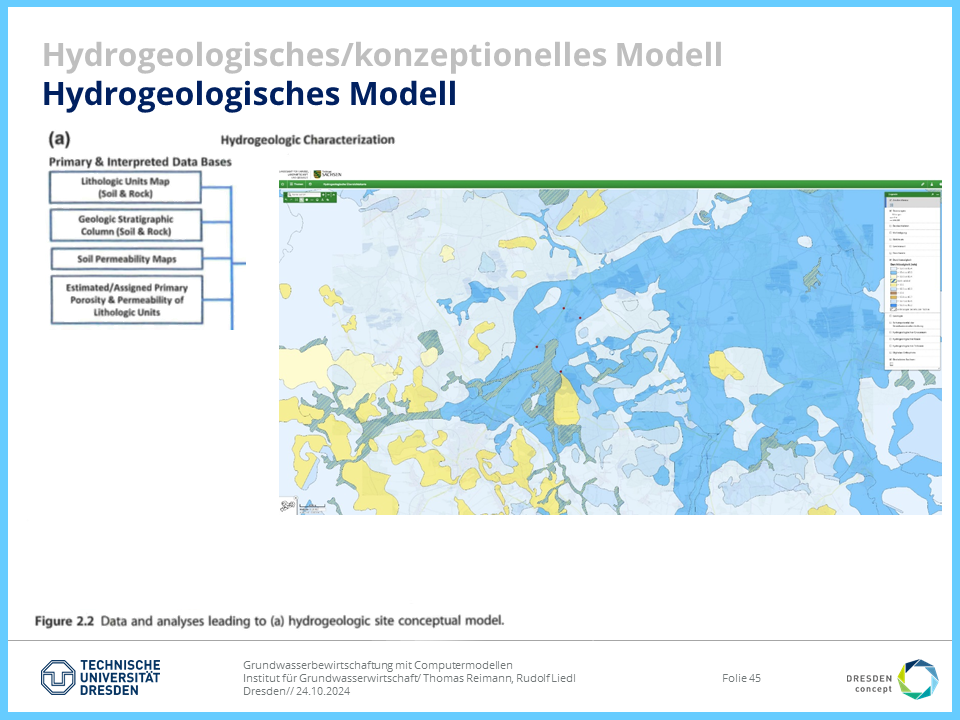 Hydrogeologisches/konzeptionelles Modell
Hydrogeologisches Modell
(a)
Hydrogeologic Characterization
Primary & Interpreted Data Bases
Lithologic Units Map
(Soil & Rock)
Geologic Stratigraphic
Column (Soil & Rock)
Soil Permeability Maps
Estimated/Assigned Primary
Porosity & Permeability of
Lithologic Units
SACHSEN
Figure 2.2 Data and analyses leading to (a) hydrogeologic site conceptual model.
TECHNISCHE
UNIVERSITÄT
DRESDEN
Grundwasserbewirtschaftung mit Computermodellen
Institut für Grundwasserwirtschaft/ Thomas Reimann, Rudolf Liedl
Dresden// 24.10.2024
Folie 45
DRESDEN
concept